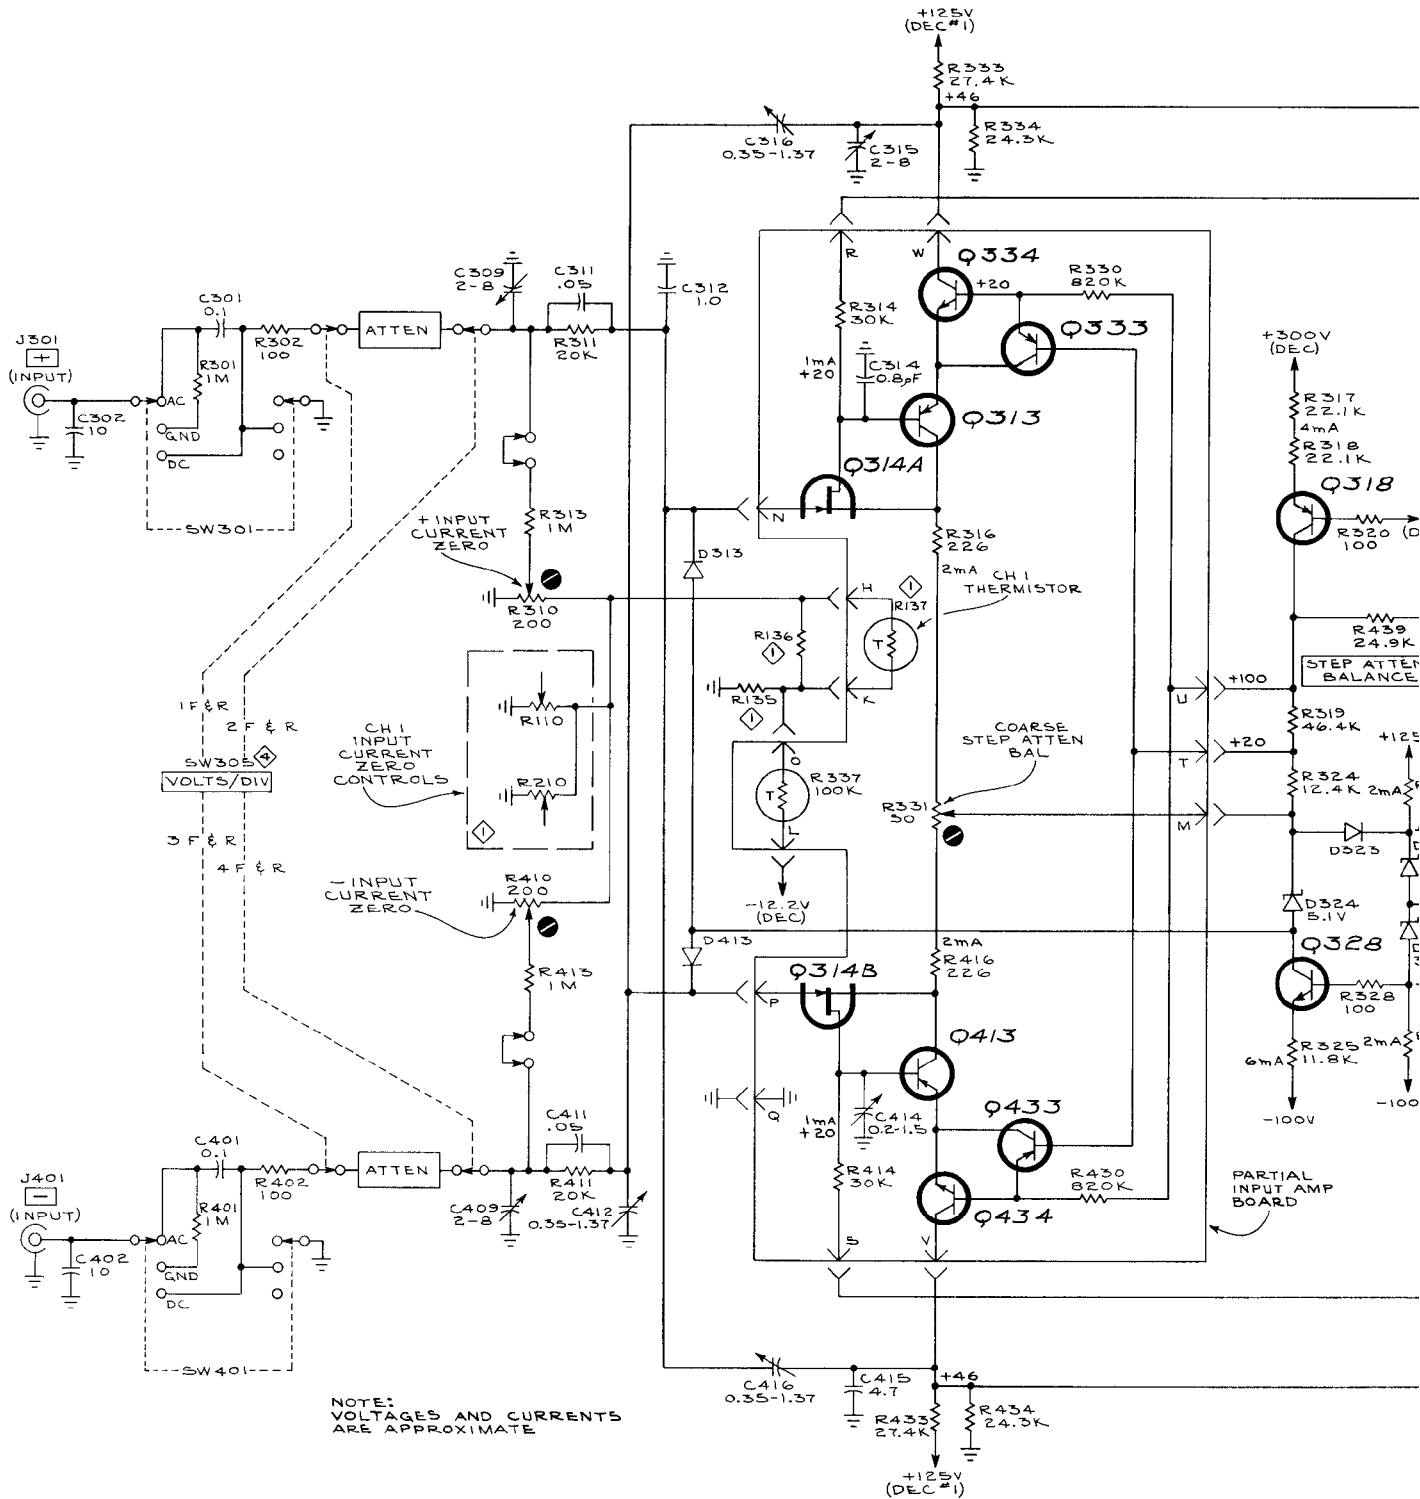 +125V
(DEC#1)
R333
27.4K
+46
R334
24.3K
C316
0.35-1.37
C315
2-8
R
W
Q334
+20
R330
820K
C309
2-8
C311
.05
C312
1.0
R314
30K
Q333
C301
0.1
ATTEN
R302
100
R311
20K
J301
+
(INPUT)
R301
1M
1mA
+20
C314
0.8pF
+300V
(DEC)
AC
C302
10
GND
DC
SW301
Q313
R317
22.1K
4mA
R318
22.1K
Q314A
Q318
+ INPUT
CURRENT
ZERO
R313
1M
N
R316
226
R320
100
(D
D313
2mA
CH 1
THERMISTOR
1
R137
T
H
R310
200
R136
1
R439
24.9K
STEP ATTEN
BALANCE
R135
1
K
U
+100
1 F & R
2 F & R
R110
R319
46.4K
CH 1
INPUT
CURRENT
ZERO
CONTROLS
COARSE
STEP ATTEN
BAL
+20
T
+125
SW305
4
VOLTS/DIV
R210
1
O
R337
100K
T
L
R331
50
M
R324
12.4K
2mA
R
D323
3 F & R
4 F & R
-INPUT
CURRENT
ZERO
R410
200
-12.2V
(DEC)
D324
5.1V
D413
2mA
R416
226
Q328
R413
1M
Q314B
P
R328
100
Q413
R325
11.8K
6mA
2mA
Q
C414
0.2-1.5
1mA
+20
Q433
-100V
-100
C401
0.1
ATTEN
C411
.05
R402
100
R411
20K
R414
30K
R430
820K
PARTIAL
INPUT AMP
BOARD
J401
-
(INPUT)
R401
1M
C409
2-8
C412
0.35-1.37
Q434
AC
C402
10
GND
DC
S
V
SW401
C416
0.35-1.37
C415
4.7
+46
NOTE:
VOLTAGES AND CURRENTS
ARE APPROXIMATE
R433
27.4K
R434
24.3K
+125V
(DEC#1)